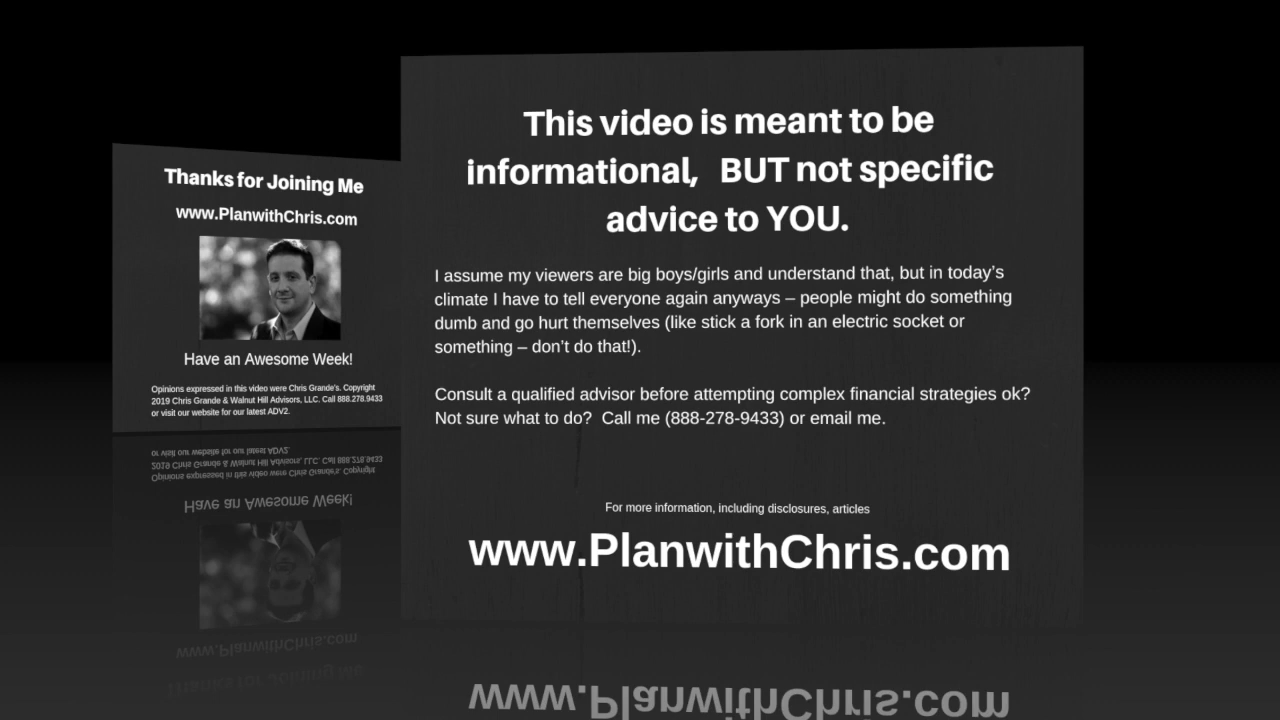 Thanks for Joining Me
www.PlanwithChris.com
Have an Awesome Week!
Opinions expressed in this video were Chris Grande's. Copyright
2019 Chris Grande & Walnut Hill Advisors, LLC. Call 888.278.9433
or visit our website for our latest ADV2.
This video is meant to be
informational,   BUT not specific
advice to YOU.
I assume my viewers are big boys/girls and understand that, but in today’s
climate I have to tell everyone again anyways – people might do something
dumb and go hurt themselves (like stick a fork in an electric socket or
something – don’t do that!).
Consult a qualified advisor before attempting complex financial strategies ok?
Not sure what to do?  Call me (888-278-9433) or email me.
For more information, including disclosures, articles
www.PlanwithChris.com